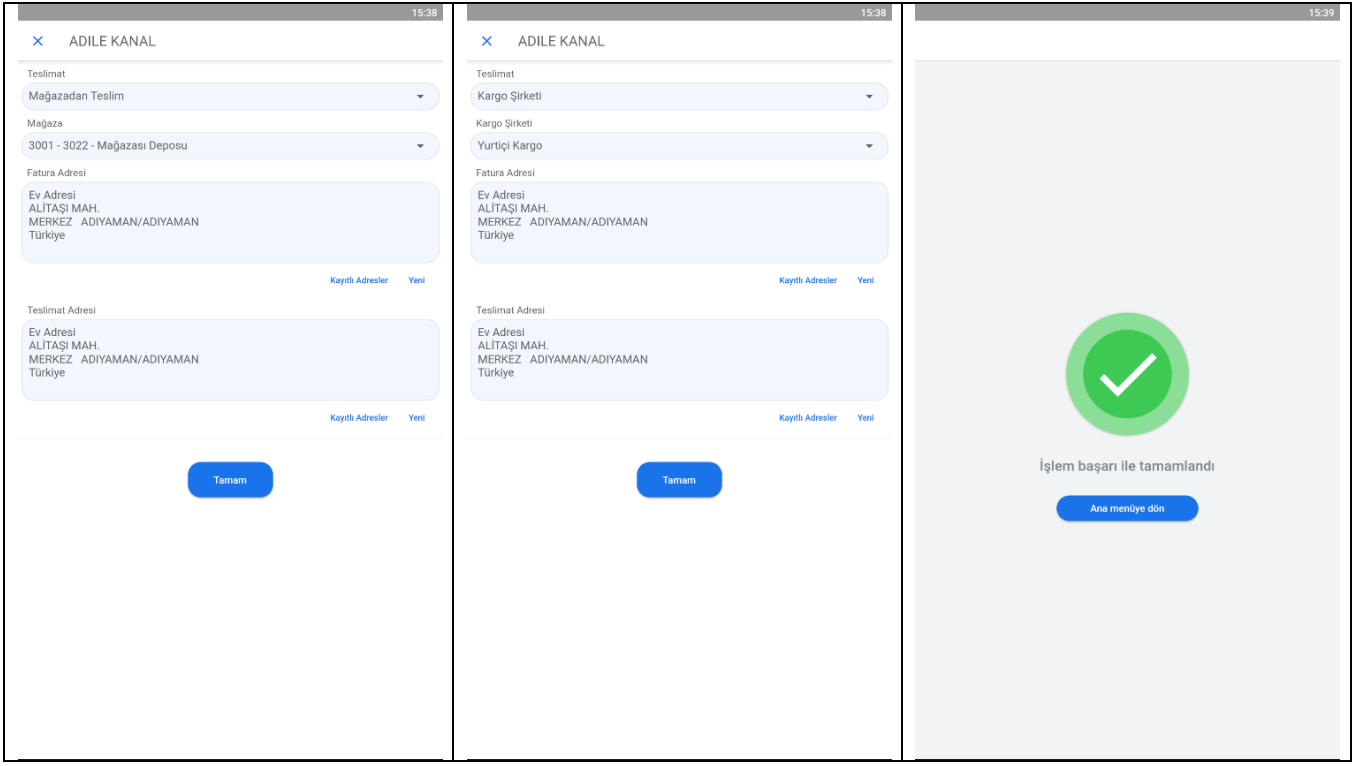 15:38
ADILE KANAL
Teslimat
Mağazadan Teslim
Mağaza
3001 - 3022 - Mağazası Deposu
Fatura Adresi
Ev Adresi
ALİTAŞI MAH.
MERKEZ ADIYAMAN/ADIYAMAN
Türkiye
Kayıtlı Adresler Yeni
Teslimat Adresi
Ev Adresi
ALİTAŞI MAH.
MERKEZ ADIYAMAN/ADIYAMAN
Türkiye
Kayıtlı Adresler Yeni
Tamam
15:38
ADILE KANAL
Teslimat
Kargo Şirketi
Kargo Şirketi
Yurtiçi Kargo
Fatura Adresi
Ev Adresi
ALİTAŞI MAH.
MERKEZ ADIYAMAN/ADIYAMAN
Türkiye
Kayıtlı Adresler Yeni
Teslimat Adresi
Ev Adresi
ALİTAŞI MAH.
MERKEZ ADIYAMAN/ADIYAMAN
Türkiye
Kayıtlı Adresler Yeni
Tamam
15:39
İşlem başarı ile tamamlandı
Ana menüye dön